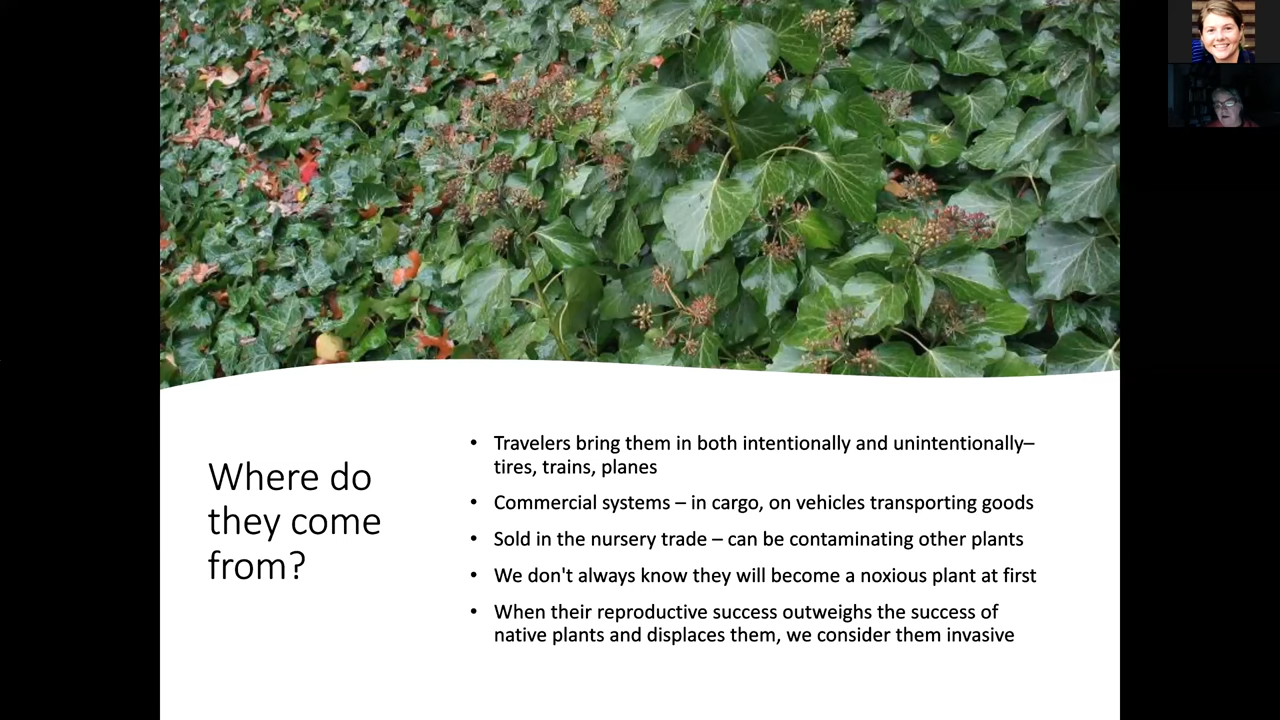 Where do
they come
from?
• Travelers bring them in both intentionally and unintentionally–
tires, trains, planes
• Commercial systems – in cargo, on vehicles transporting goods
• Sold in the nursery trade – can be contaminating other plants
• We don't always know they will become a noxious plant at first
• When their reproductive success outweighs the success of
native plants and displaces them, we consider them invasive